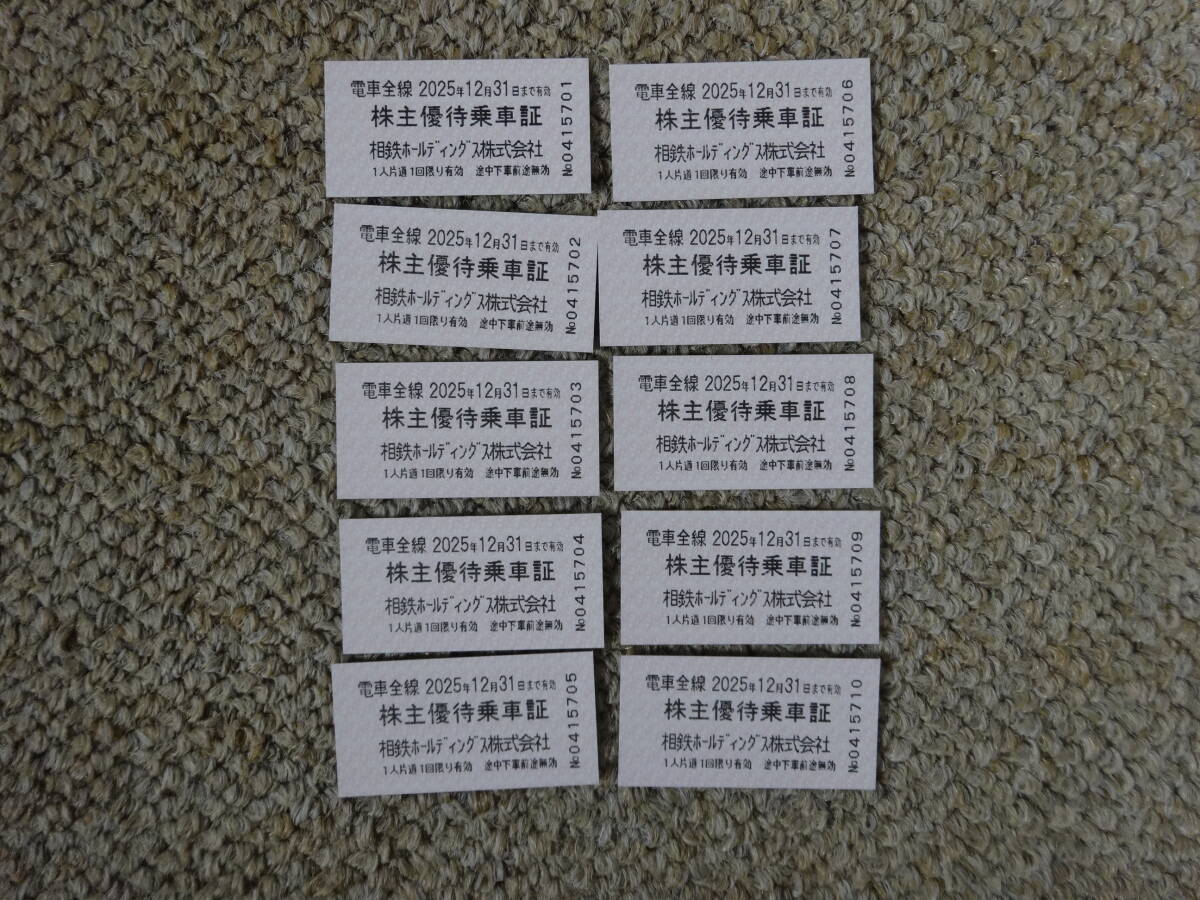 電車全線 2025年12月31日まで有効
株主優待乗車証
相鉄ホールディングス株式会社
1人片道1回限り有効 途中下車前途無効
№0415701
電車全線 2025年12月31日まで有効
株主優待乗車証
相鉄ホールディングス株式会社
1人片道1回限り有効 途中下車前途無効
№0415702
電車全線 2025年12月31日まで有効
株主優待乗車証
相鉄ホールディングス株式会社
1人片道1回限り有効 途中下車前途無効
№0415703
電車全線 2025年12月31日まで有効
株主優待乗車証
相鉄ホールディングス株式会社
1人片道1回限り有効 途中下車前途無効
№0415704
電車全線 2025年12月31日まで有効
株主優待乗車証
相鉄ホールディングス株式会社
1人片道1回限り有効 途中下車前途無効
№0415705
電車全線 2025年12月31日まで有効
株主優待乗車証
相鉄ホールディングス株式会社
1人片道1回限り有効 途中下車前途無効
№0415706
電車全線 2025年12月31日まで有効
株主優待乗車証
相鉄ホールディングス株式会社
1人片道1回限り有効 途中下車前途無効
№0415707
電車全線 2025年12月31日まで有効
株主優待乗車証
相鉄ホールディングス株式会社
1人片道1回限り有効 途中下車前途無効
№0415708
電車全線 2025年12月31日まで有効
株主優待乗車証
相鉄ホールディングス株式会社
1人片道1回限り有効 途中下車前途無効
№0415709
電車全線 2025年12月31日まで有効
株主優待乗車証
相鉄ホールディングス株式会社
1人片道1回限り有効 途中下車前途無効
№0415710